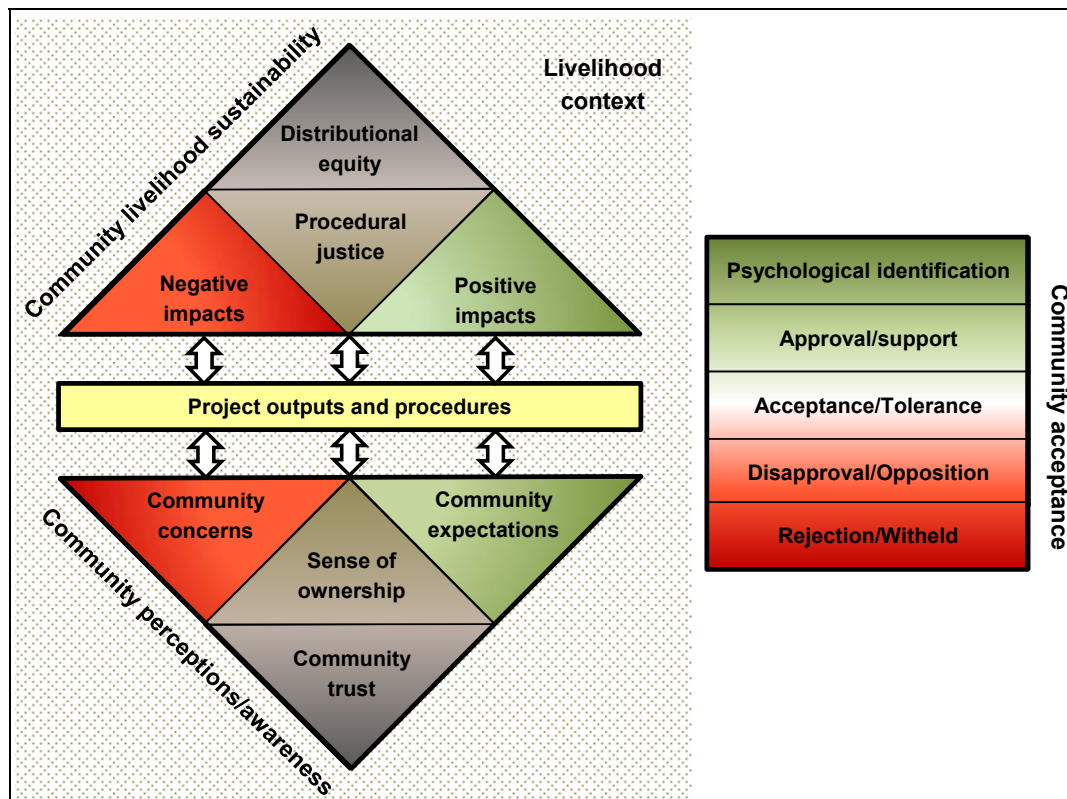 Community livelihood sustainability
Livelihood
context
Distributional
equity
Procedural
justice
Negative
impacts
Positive
impacts
Project outputs and procedures
Community
concerns
Community
expectations
Sense of
ownership
Community
trust
Community perceptions/awareness
Psychological identification
Approval/support
Acceptance/Tolerance
Disapproval/Opposition
Rejection/Witheld
Community acceptance